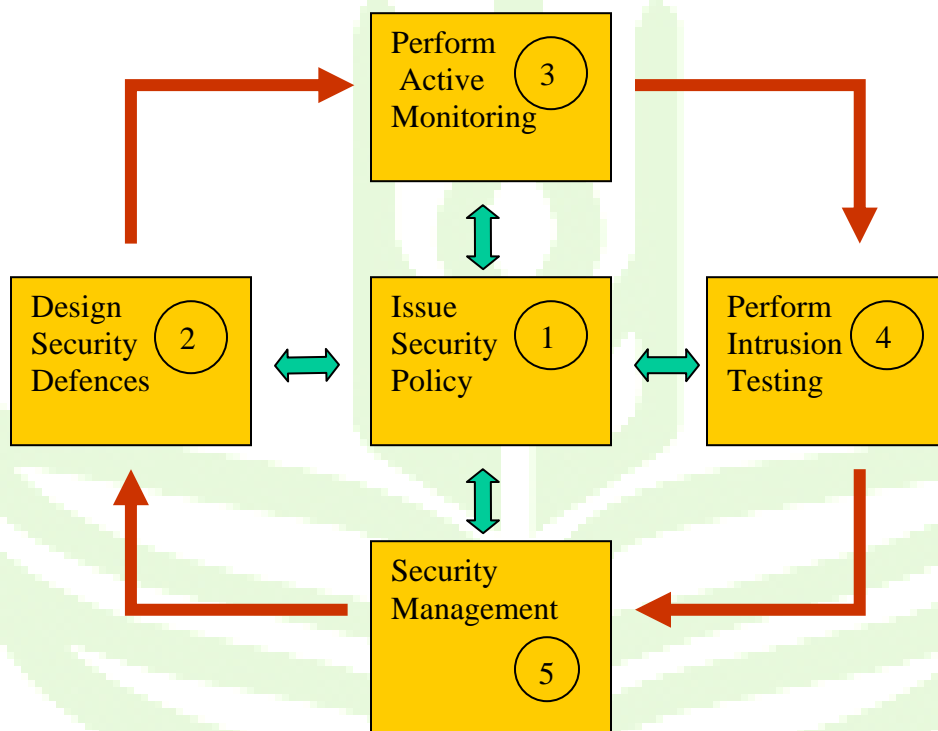 Perform
Active
Monitoring
3
Design
Security
Defences
2
Issue
Security
Policy
1
Perform
Intrusion
Testing
4
Security
Management
5